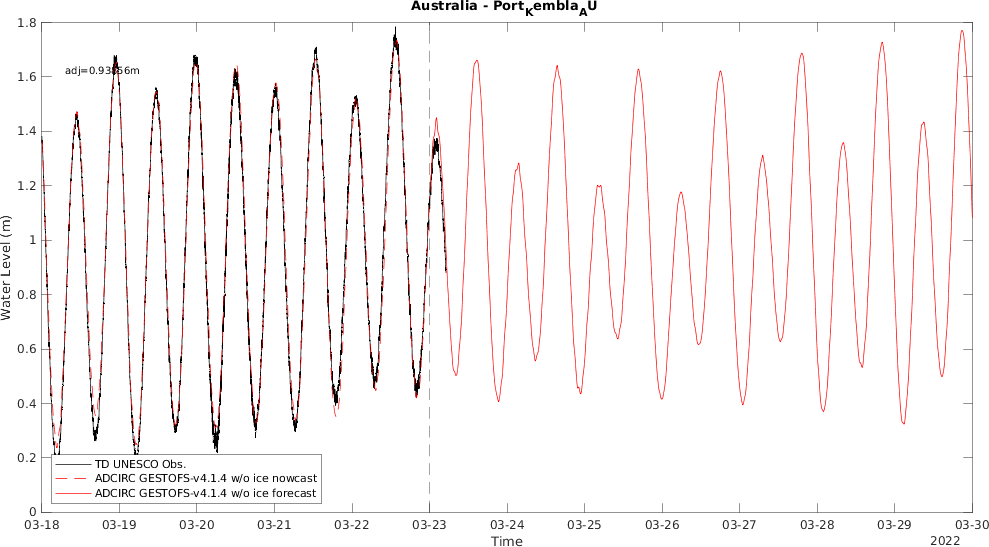 Australia - Port_Kembla_AU
adj=0.93856m
1.8
1.6
1.4
1.2
1
0.8
0.6
0.4
0.2
0
Water Level (m)
TD UNESCO Obs.
ADCIRC GESTOFS-v4.1.4 w/o ice nowcast
ADCIRC GESTOFS-v4.1.4 w/o ice forecast
03-18 03-19 03-20 03-21 03-22 03-23 03-24 03-25 03-26 03-27 03-28 03-29 03-30
Time
2022